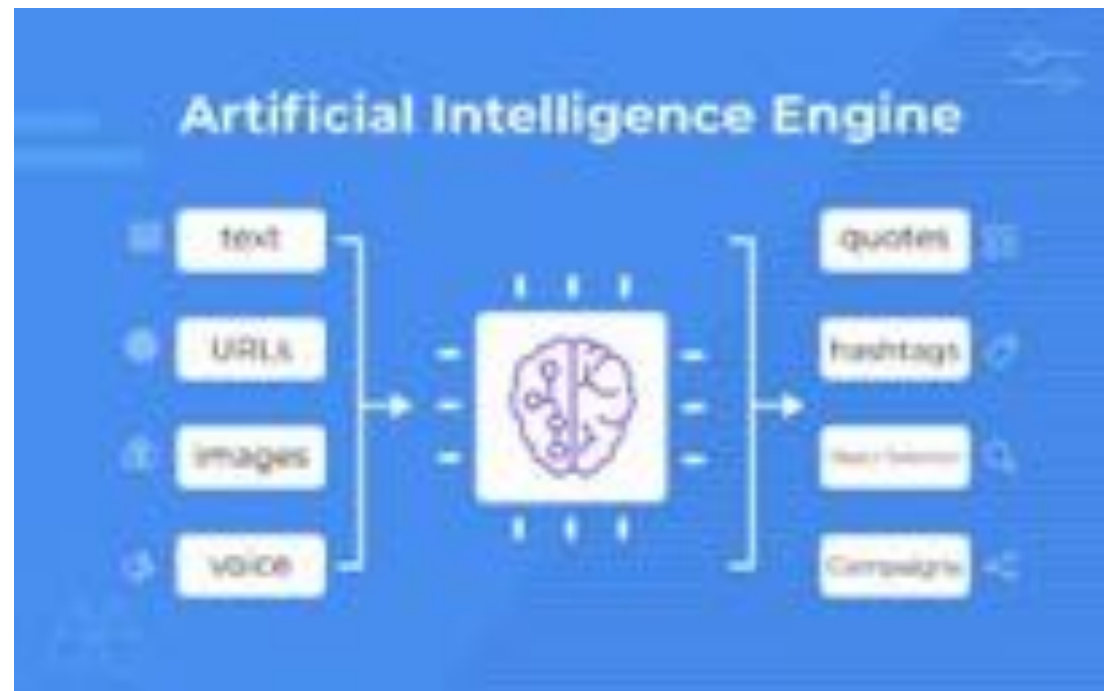 Artificial Intelligence Engine
text
URLs
images
voice
quotes
hashtags
Campaigns